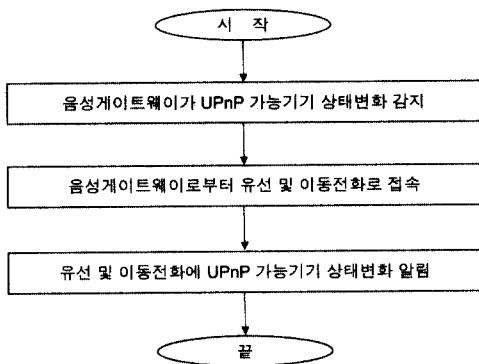 시 작
음성게이트웨이가 UPnP 가능기기 상태변화 감지
음성게이트웨이로부터 유선 및 이동전화로 접속
유선 및 이동전화에 UPnP 가능기기 상태변화 알림
끝